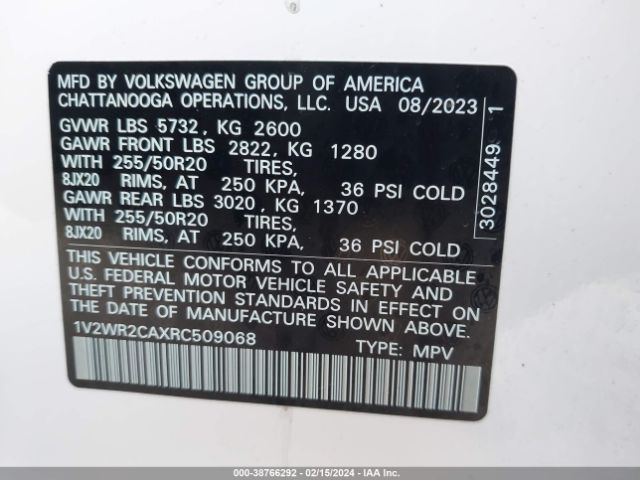 MFD BY VOLKSWAGEN GROUP OF AMERICA
CHATTANOOGA OPERATIONS, LLC. USA 08/2023
GVWR LBS 5732, KG 2600
GAWR FRONT LBS 2822, KG 1280
WITH 255/50R20 TIRES,
8JX20 RIMS, AT 250 KPA, 36 PSI COLD
GAWR REAR LBS 3020, KG 1370
WITH 255/50R20 TIRES,
8JX20 RIMS, AT 250 KPA, 36 PSI COLD
THIS VEHICLE CONFORMS TO ALL APPLICABLE
U.S. FEDERAL MOTOR VEHICLE SAFETY AND
THEFT PREVENTION STANDARDS IN EFFECT ON
THE DATE OF MANUFACTURE SHOWN ABOVE.
1V2WR2CAXRC509068 TYPE: MPV
3028449 1
000-38766292 - 02/15/2024 - IAA Inc.